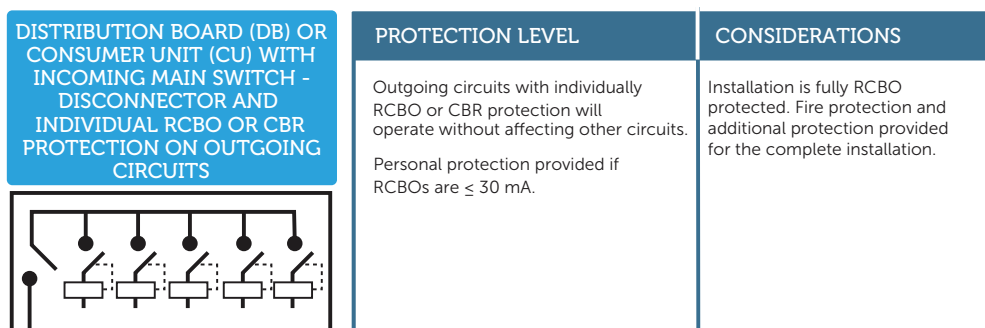 DISTRIBUTION BOARD (DB) OR
CONSUMER UNIT (CU) WITH
INCOMING MAIN SWITCH -
DISCONNECTOR AND
INDIVIDUAL RCBO OR CBR
PROTECTION ON OUTGOING
CIRCUITS
PROTECTION LEVEL
Outgoing circuits with individually
RCBO or CBR protection will
operate without affecting other circuits.
Personal protection provided if
RCBOs are ≤ 30 mA.
CONSIDERATIONS
Installation is fully RCBO
protected. Fire protection and
additional protection provided
for the complete installation.